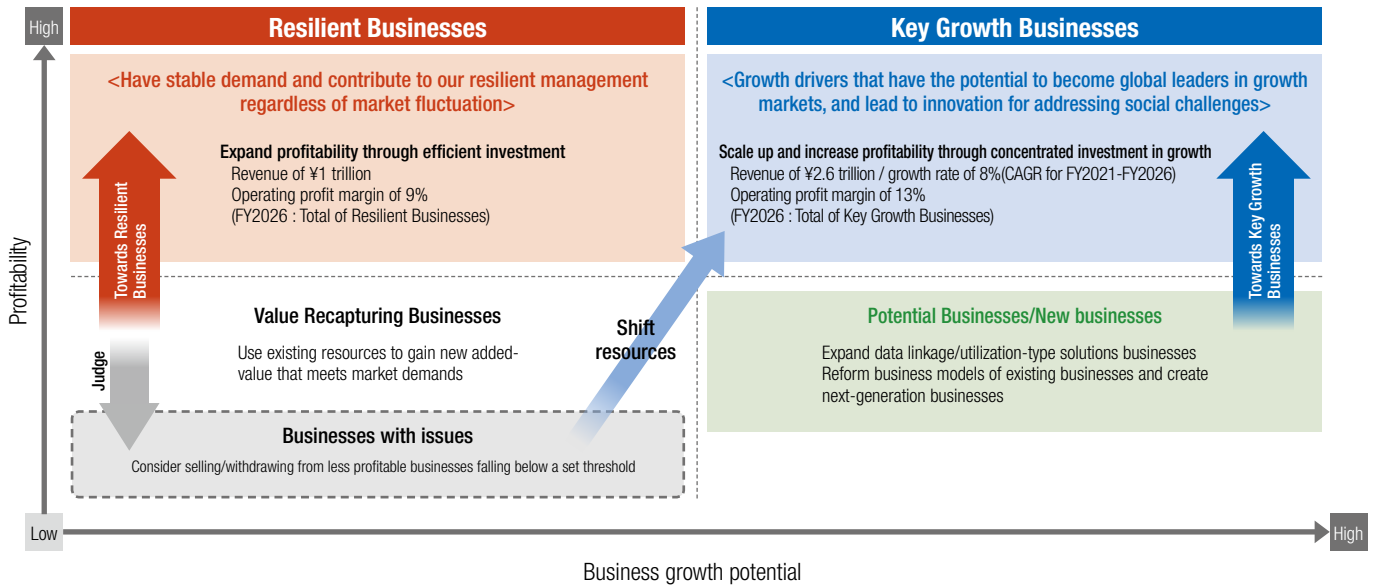 High
Resilient Businesses
Key Growth Businesses
<Have stable demand and contribute to our resilient management
regardless of market fluctuation>
<Growth drivers that have the potential to become global leaders in growth
markets, and lead to innovation for addressing social challenges>
Expand profitability through efficient investment
Revenue of ¥1 trillion
Operating profit margin of 9%
(FY2026 : Total of Resilient Businesses)
Scale up and increase profitability through concentrated investment in growth
Revenue of ¥2.6 trillion / growth rate of 8%(CAGR for FY2021-FY2026)
Operating profit margin of 13%
(FY2026 : Total of Key Growth Businesses)
Towards Resilient
Businesses
Towards Key Growth
Businesses
Profitability
Judge
Value Recapturing Businesses
Use existing resources to gain new added-
value that meets market demands
Shift
resources
Potential Businesses/New businesses
Expand data linkage/utilization-type solutions businesses
Reform business models of existing businesses and create
next-generation businesses
Businesses with issues
Consider selling/withdrawing from less profitable businesses falling below a set threshold
Low
High
Business growth potential